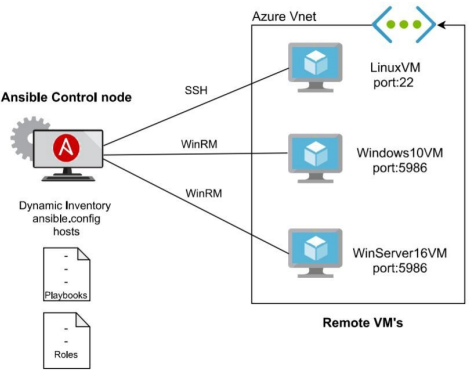 Azure Vnet
LinuxVM
port:22
SSH
Ansible Control node
WinRM
Windows10VM
port:5986
WinRM
Dynamic Inventory
ansible.config
hosts
WinServer16VM
port:5986
Playbooks
Remote VM's
Roles